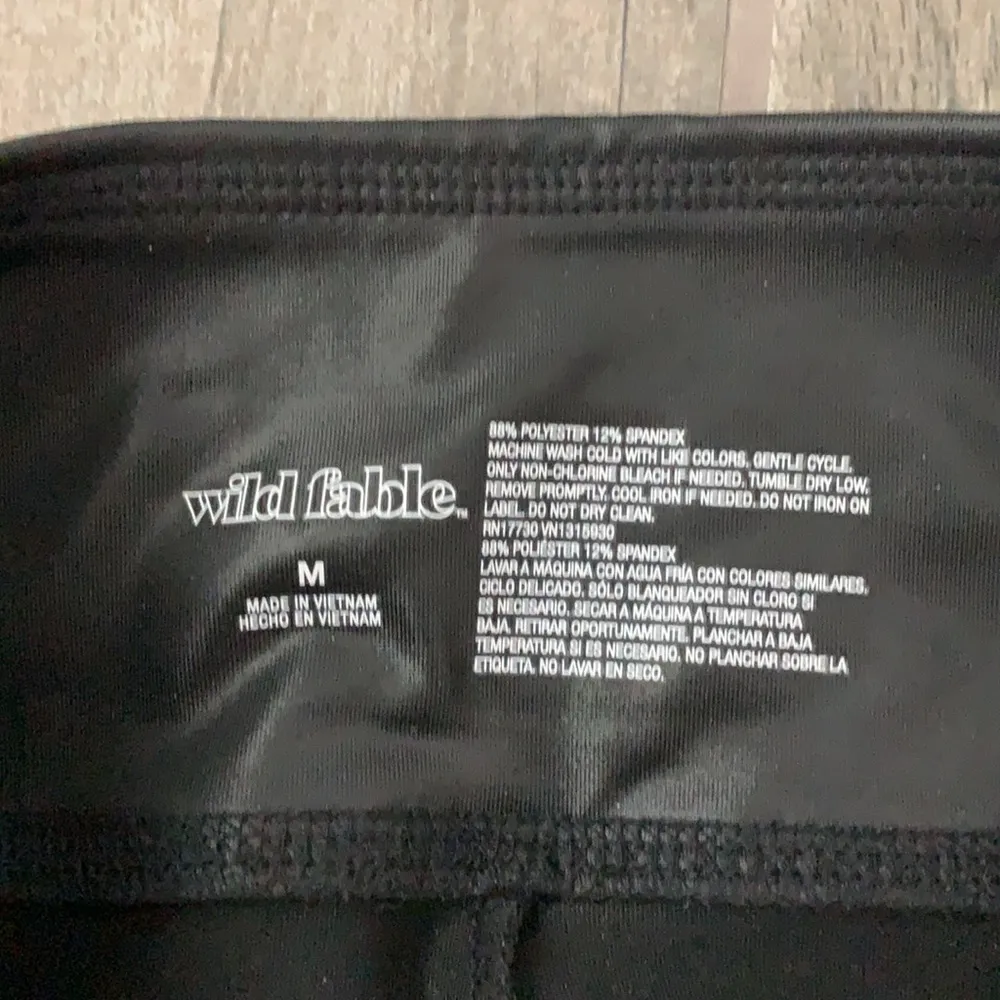 wild fable™
M
MADE IN VIETNAM
HECHO EN VIETNAM
88% POLYESTER 12% SPANDEX
MACHINE WASH COLD WITH LIKE COLORS, GENTLE CYCLE.
ONLY NON-CHLORINE BLEACH IF NEEDED. TUMBLE DRY LOW.
REMOVE PROMPTLY. COOL IRON IF NEEDED. DO NOT IRON ON
LABEL. DO NOT DRY CLEAN.
RN17730 VN1315930
88% POLIÉSTER 12% SPANDEX
LAVAR A MÁQUINA CON AGUA FRÍA CON COLORES SIMILARES,
CICLO DELICADO. SÓLO BLANQUEADOR SIN CLORO SI
ES NECESARIO. SECAR A MÁQUINA A TEMPERATURA
BAJA. RETIRAR OPORTUNAMENTE. PLANCHAR A BAJA
TEMPERATURA SI ES NECESARIO. NO PLANCHAR SOBRE LA
ETIQUETA. NO LAVAR EN SECO.